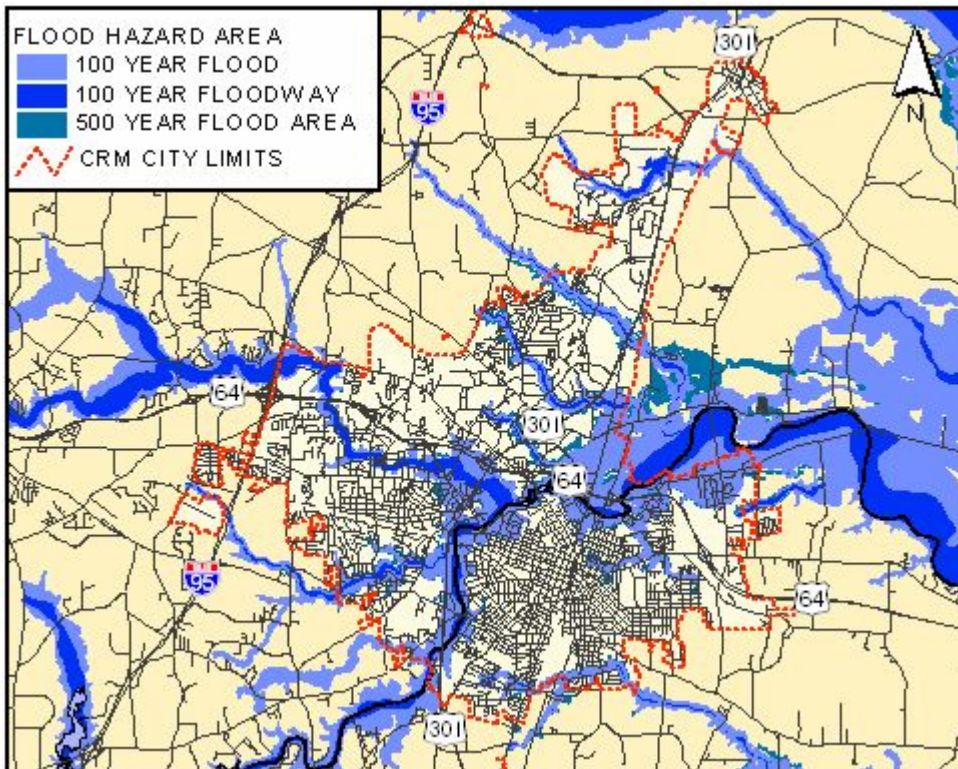 FLOOD HAZARD AREA
100 YEAR FLOOD
100 YEAR FLOODWAY
500 YEAR FLOOD AREA
CRM CITY LIMITS
301
95
N
64
301
64
95
64
301